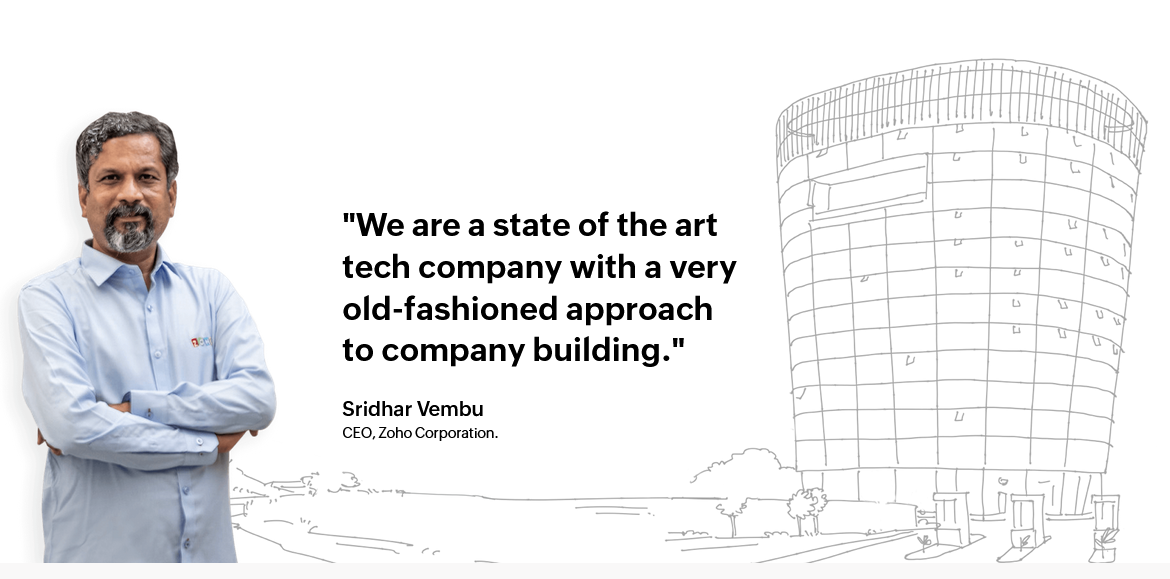 "We are a state of the art
tech company with a very
old-fashioned approach
to company building."
Sridhar Vembu
CEO, Zoho Corporation.